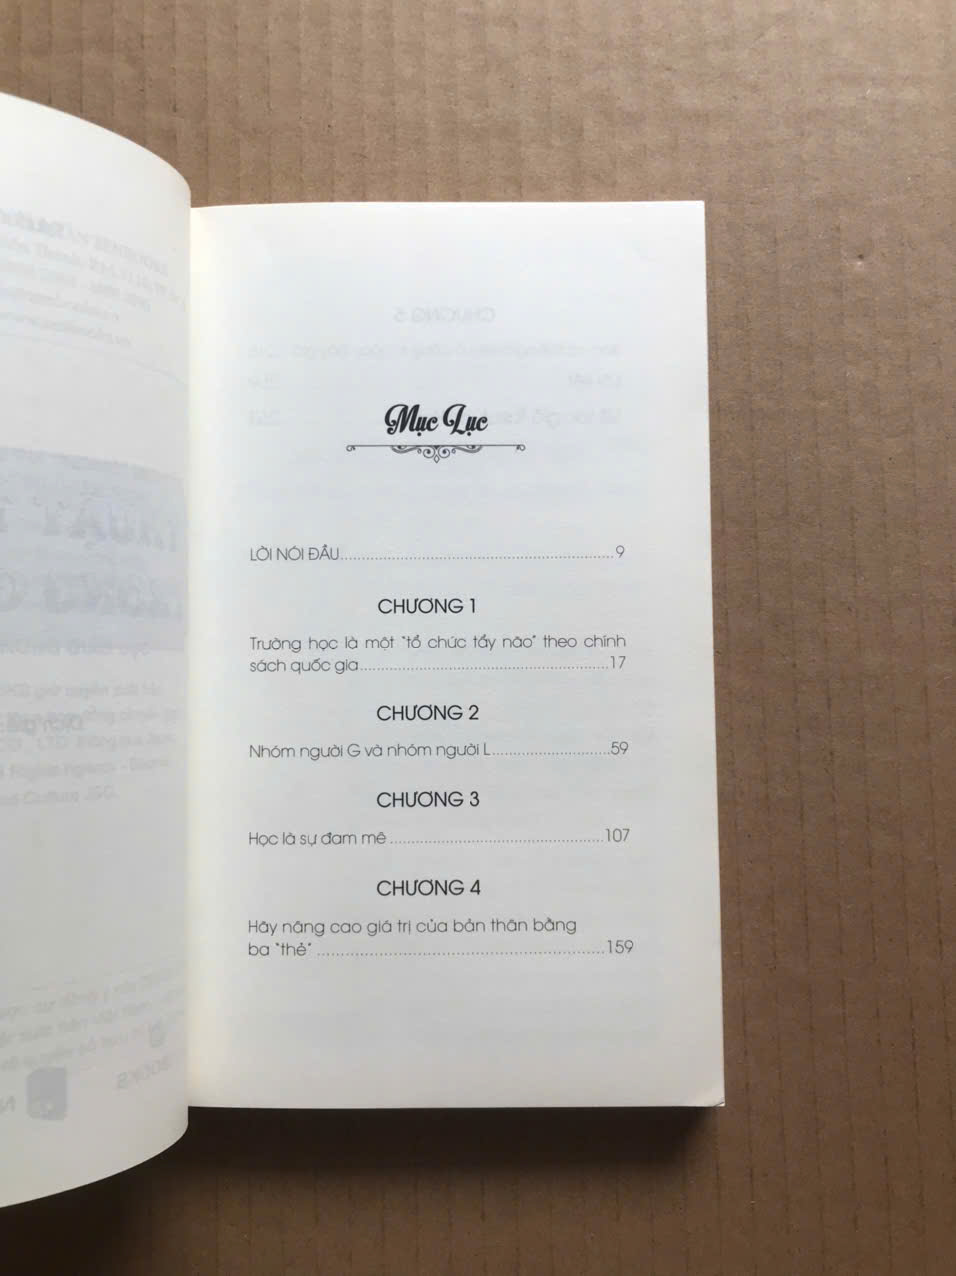 Mục Lục
LỜI NÓI ĐẦU........................................................................9
CHƯƠNG 1
Trường học là một "tổ chức tẩy não" theo chính
sách quốc gia..................................................................17
CHƯƠNG 2
Nhóm người G và nhóm người L..............................59
CHƯƠNG 3
Học là sự đam mê.......................................................107
CHƯƠNG 4
Hãy nâng cao giá trị của bản thân bằng
ba "thẻ".........................................................................159